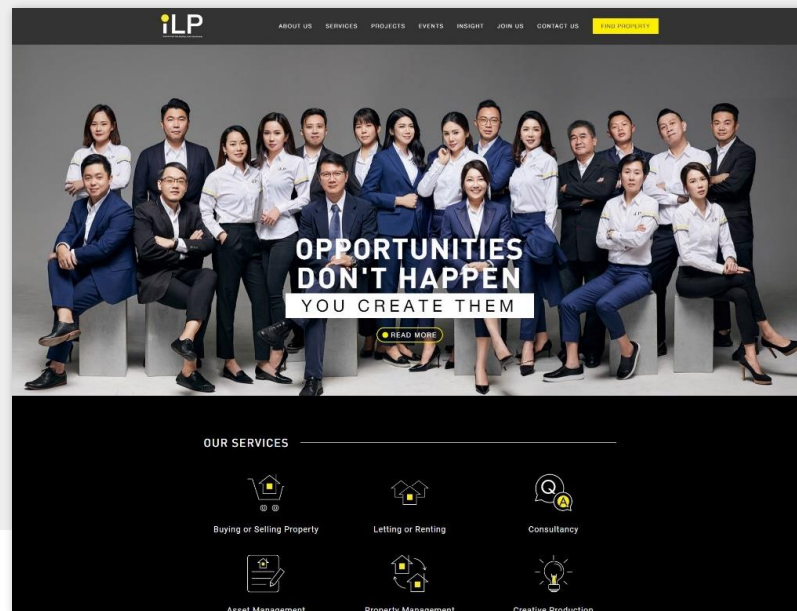 iLP
ABOUT US
SERVICES
PROJECTS
EVENTS
INSIGHT
JOIN US
CONTACT US
FIND PROPERTY
OPPORTUNITIES
DON'T HAPPEN
YOU CREATE THEM
READ MORE
OUR SERVICES
Q
A
Buying or Selling Property
Letting or Renting
Consultancy
Asset Management
Property Management
Creative Production